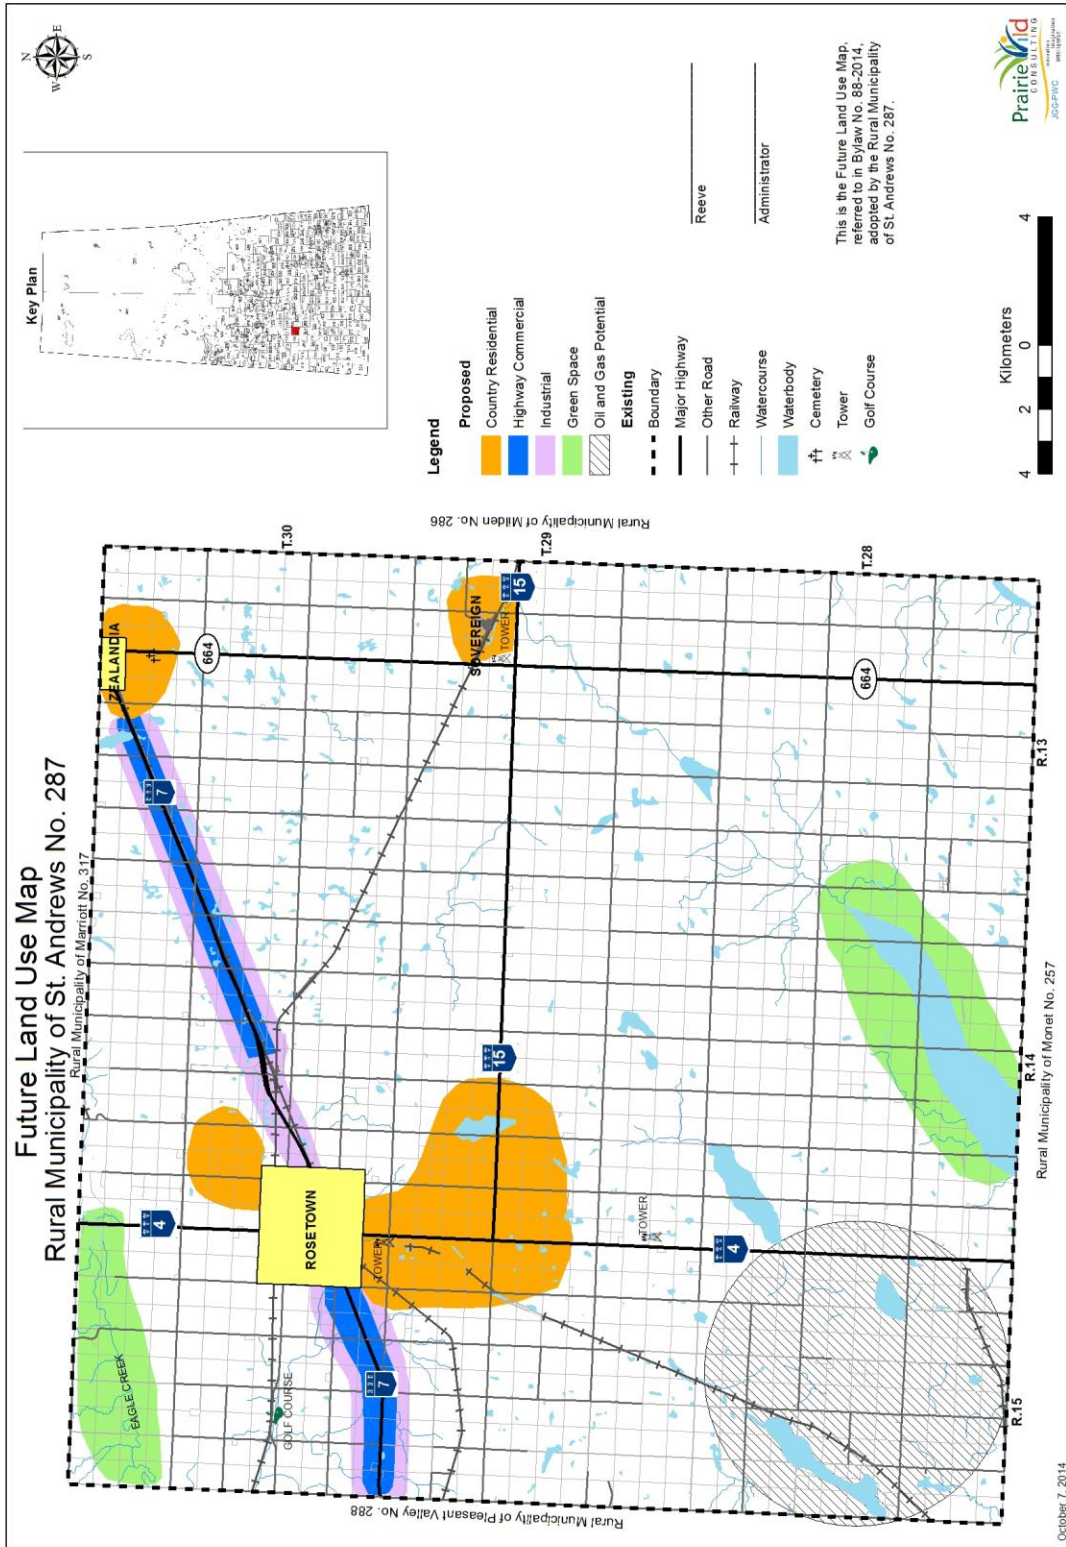 Future Land Use Map
Rural Municipality of St. Andrews No. 287
Rural Municipality of Marriott No. 317
Rural Municipality of Pleasant Valley No. 288
Rural Municipality of Milden No. 286
Rural Municipality of Monet No. 257
ZEALANDIA
664
7
T.30
4
EAGLE CREEK
ROSETOWN
GOLF COURSE
7
TOWER
SOVEREIGN
TOWER
15
T.29
15
TOWER
4
664
T.28
R.15
R.14
R.13
Key Plan
N
E
S
W
Legend
Proposed
Country Residential
Highway Commercial
Industrial
Green Space
Oil and Gas Potential
Existing
Boundary
Major Highway
Other Road
Railway
Watercourse
Waterbody
Cemetery
Tower
Golf Course
Reeve
Administrator
This is the Future Land Use Map,
referred to in Bylaw No. 88-2014,
adopted by the Rural Municipality
of St. Andrews No. 287.
Kilometers
4 2 0 4
Prairie Wild
CONSULTING
JGG-PWC
October 7, 2014